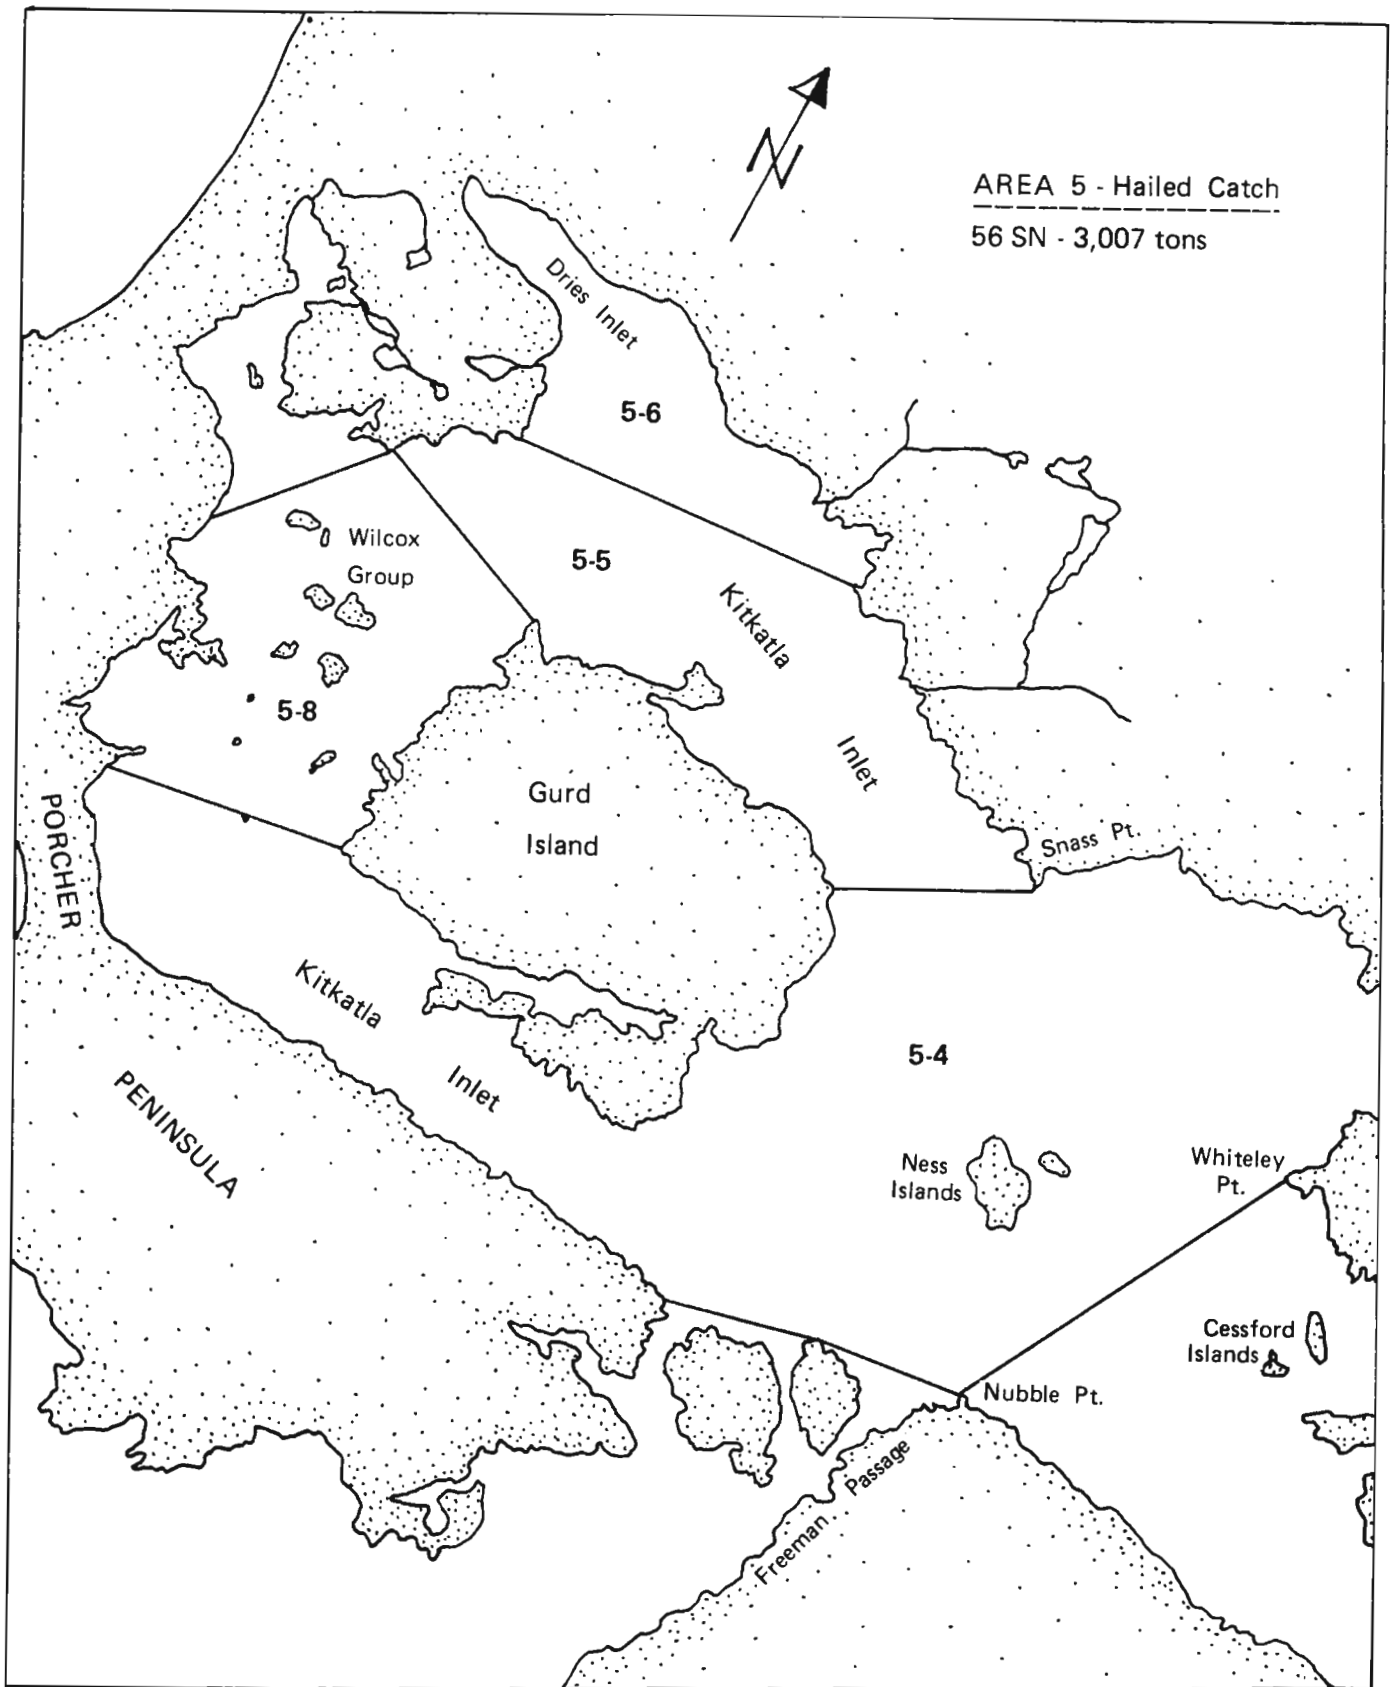 N
AREA 5 - Hailed Catch
56 SN - 3,007 tons
Dries Inlet
5-6
Wilcox
Group
5-5
Kitkatla
Inlet
5-8
Gurd
Island
Snass Pt.
PORCHER
PENINSULA
Kitkatla
Inlet
5-4
Ness
Islands
Whiteley
Pt.
Cessford
Islands
Nubble Pt.
Freeman Passage